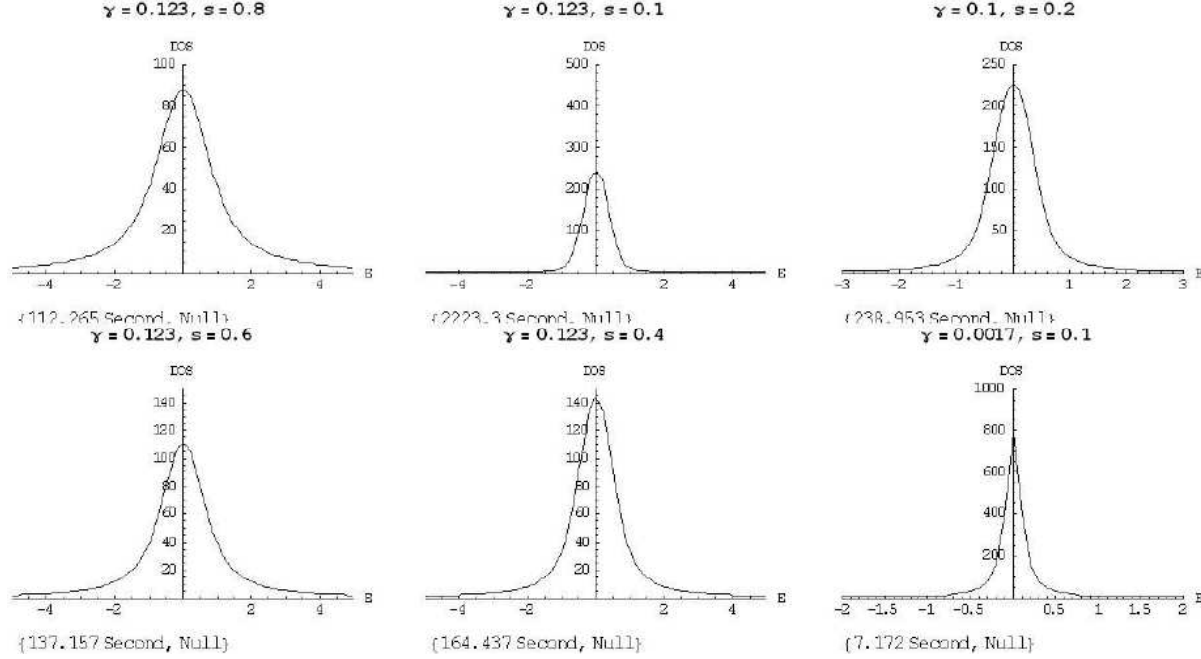 γ = 0.123, s = 0.8
DOS
100
80
60
40
20
-4
-2
2
4
E
{112.265 Second, Null}
γ = 0.123, s = 0.1
DOS
500
400
300
200
100
-4
-2
2
4
E
{2223.3 Second, Null}
γ = 0.1, s = 0.2
DOS
250
200
150
100
50
-3
-2
-1
1
2
3
E
{238.953 Second, Null}
γ = 0.123, s = 0.6
DOS
140
120
100
80
60
40
20
-4
-2
2
4
E
{137.157 Second, Null}
γ = 0.123, s = 0.4
DOS
140
120
100
80
60
40
20
-4
-2
2
4
E
{164.437 Second, Null}
γ = 0.0017, s = 0.1
DOS
1000
800
600
400
200
-2
-1.5
-1
-0.5
0.5
1
1.5
2
E
{7.172 Second, Null}